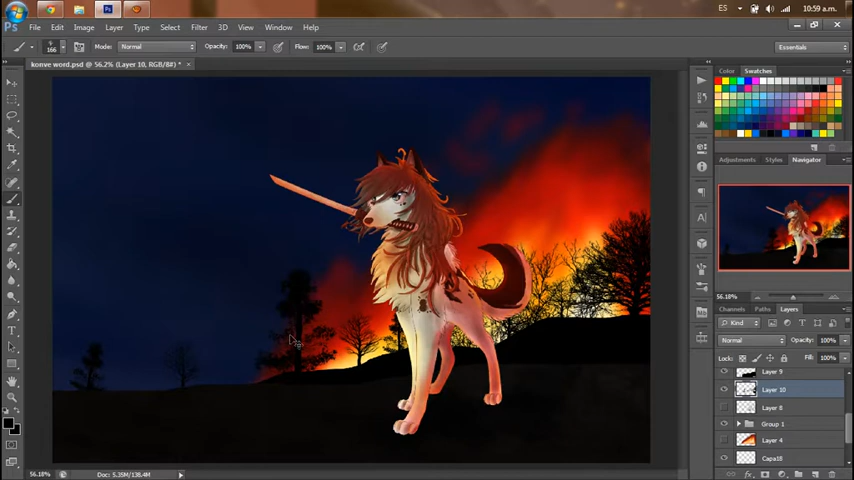 ES 10:59 a.m.
Ps File Edit Image Layer Type Select Filter 3D View Window Help
166 Mode: Normal Opacity: 100% Flow: 100% Essentials
konve word.psd @ 56.2% (Layer 10, RGB/8#) * ×
Color Swatches
Adjustments Styles Navigator
56.18%
Channels Paths Layers
Kind
Normal Opacity: 100%
Lock: Fill: 100%
Layer 9
Layer 10
Layer 8
Group 1
Layer 4
Capa18
56.18% Doc: 5.35M/138.4M